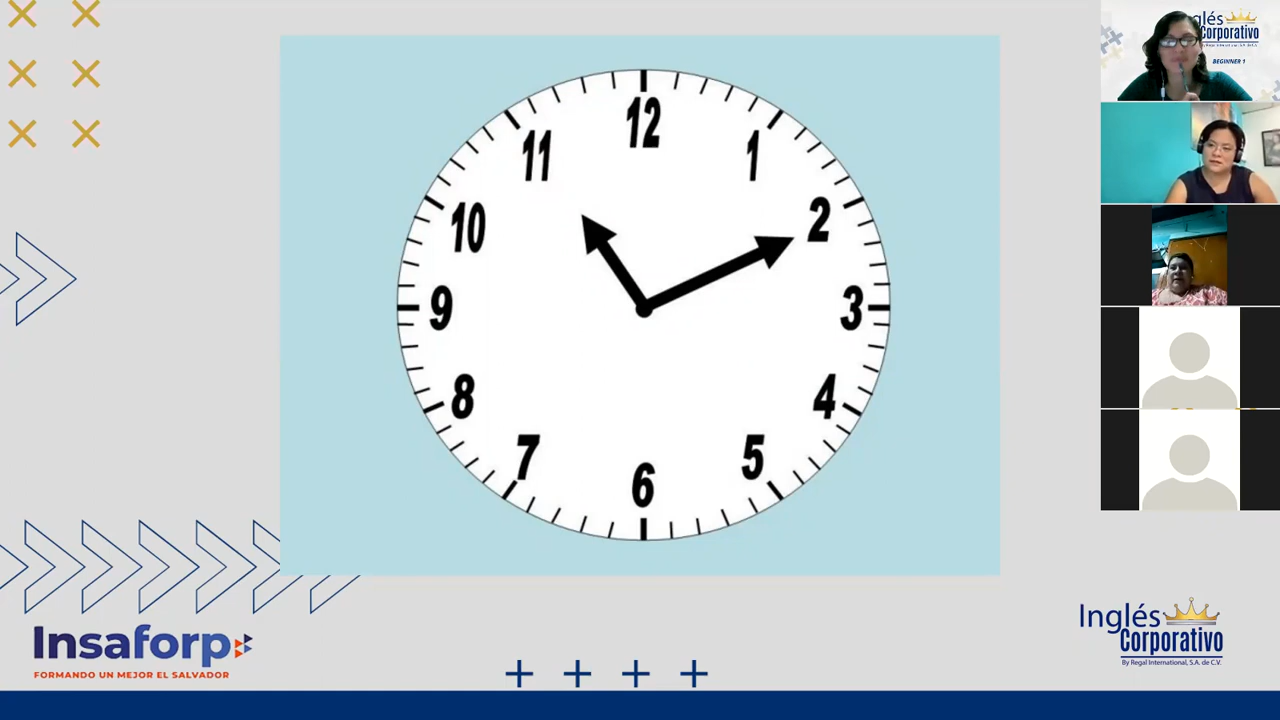 12
11
1
10
2
9
3
8
4
7
5
6
glés
Corporativo
BEGINNER 1
Insaforp
FORMANDO UN MEJOR EL SALVADOR
Inglés
Corporativo
By Regal International, S.A. de C.V.